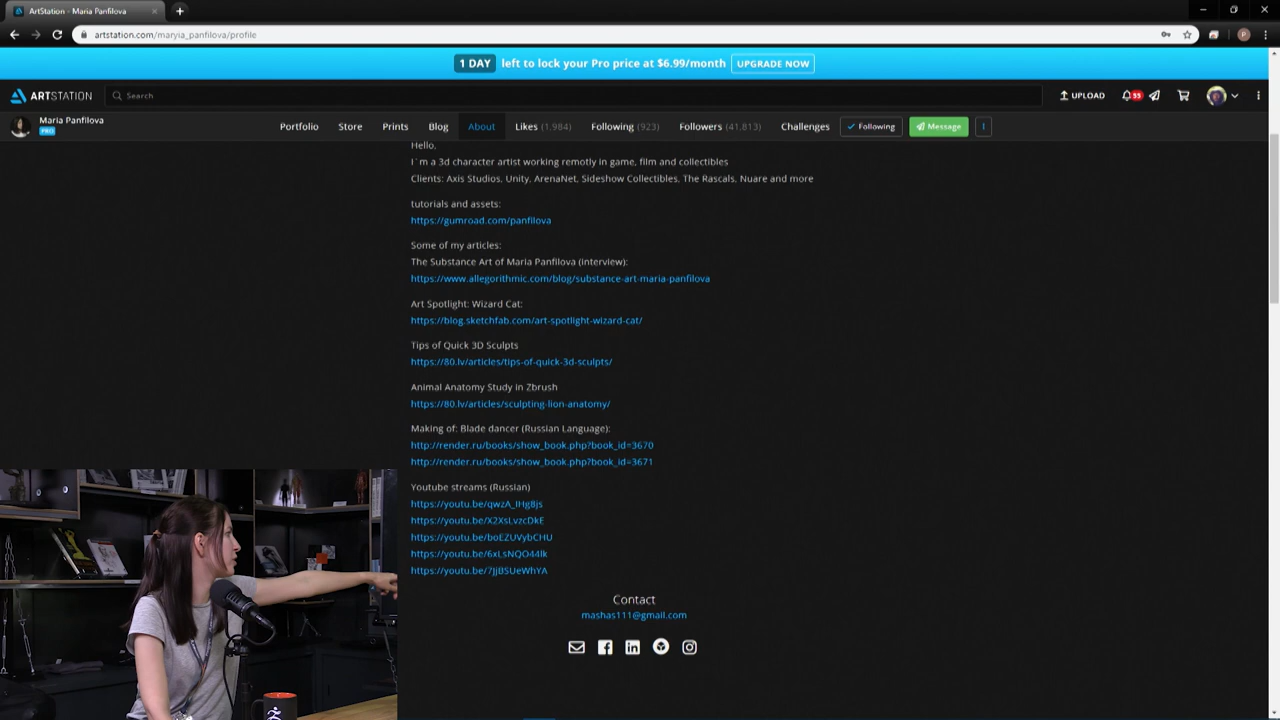 ArtStation - Maria Panfilova
artstation.com/maryia_panfilova/profile
1 DAY left to lock your Pro price at $6.99/month UPGRADE NOW
ARTSTATION Search UPLOAD 35
Maria Panfilova
PRO
Portfolio Store Prints Blog About Likes (1,984) Following (923) Followers (41,813) Challenges Following Message
Hello,
I`m a 3d character artist working remotly in game, film and collectibles
Clients: Axis Studios, Unity, ArenaNet, Sideshow Collectibles, The Rascals, Nuare and more
tutorials and assets:
https://gumroad.com/panfilova
Some of my articles:
The Substance Art of Maria Panfilova (interview):
https://www.allegorithmic.com/blog/substance-art-maria-panfilova
Art Spotlight: Wizard Cat:
https://blog.sketchfab.com/art-spotlight-wizard-cat/
Tips of Quick 3D Sculpts
https://80.lv/articles/tips-of-quick-3d-sculpts/
Animal Anatomy Study in Zbrush
https://80.lv/articles/sculpting-lion-anatomy/
Making of: Blade dancer (Russian Language):
http://render.ru/books/show_book.php?book_id=3670
http://render.ru/books/show_book.php?book_id=3671
Youtube streams (Russian)
https://youtu.be/qwzA_IHgBjs
https://youtu.be/X2XsLvzcDkE
https://youtu.be/boEZUVybCHU
https://youtu.be/6xLsNQO44lk
https://youtu.be/7JjBSUeWhYA
Contact
mashas111@gmail.com